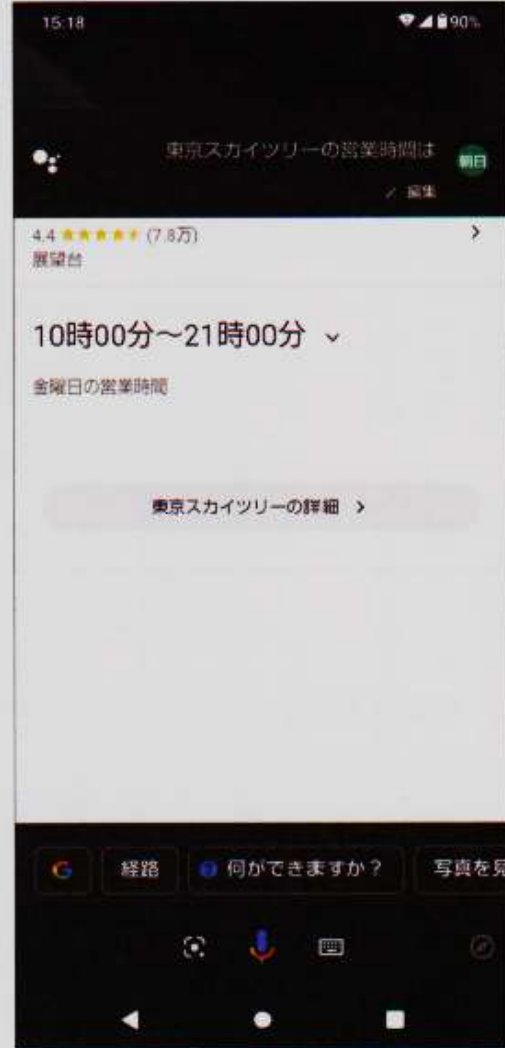 15:18 90%
東京スカイツリーの営業時間は
朝日
編集
4.4 (7.8万)
展望台
10時00分～21時00分
金曜日の営業時間
東京スカイツリーの詳細
G 経路 何ができますか？ 写真を見